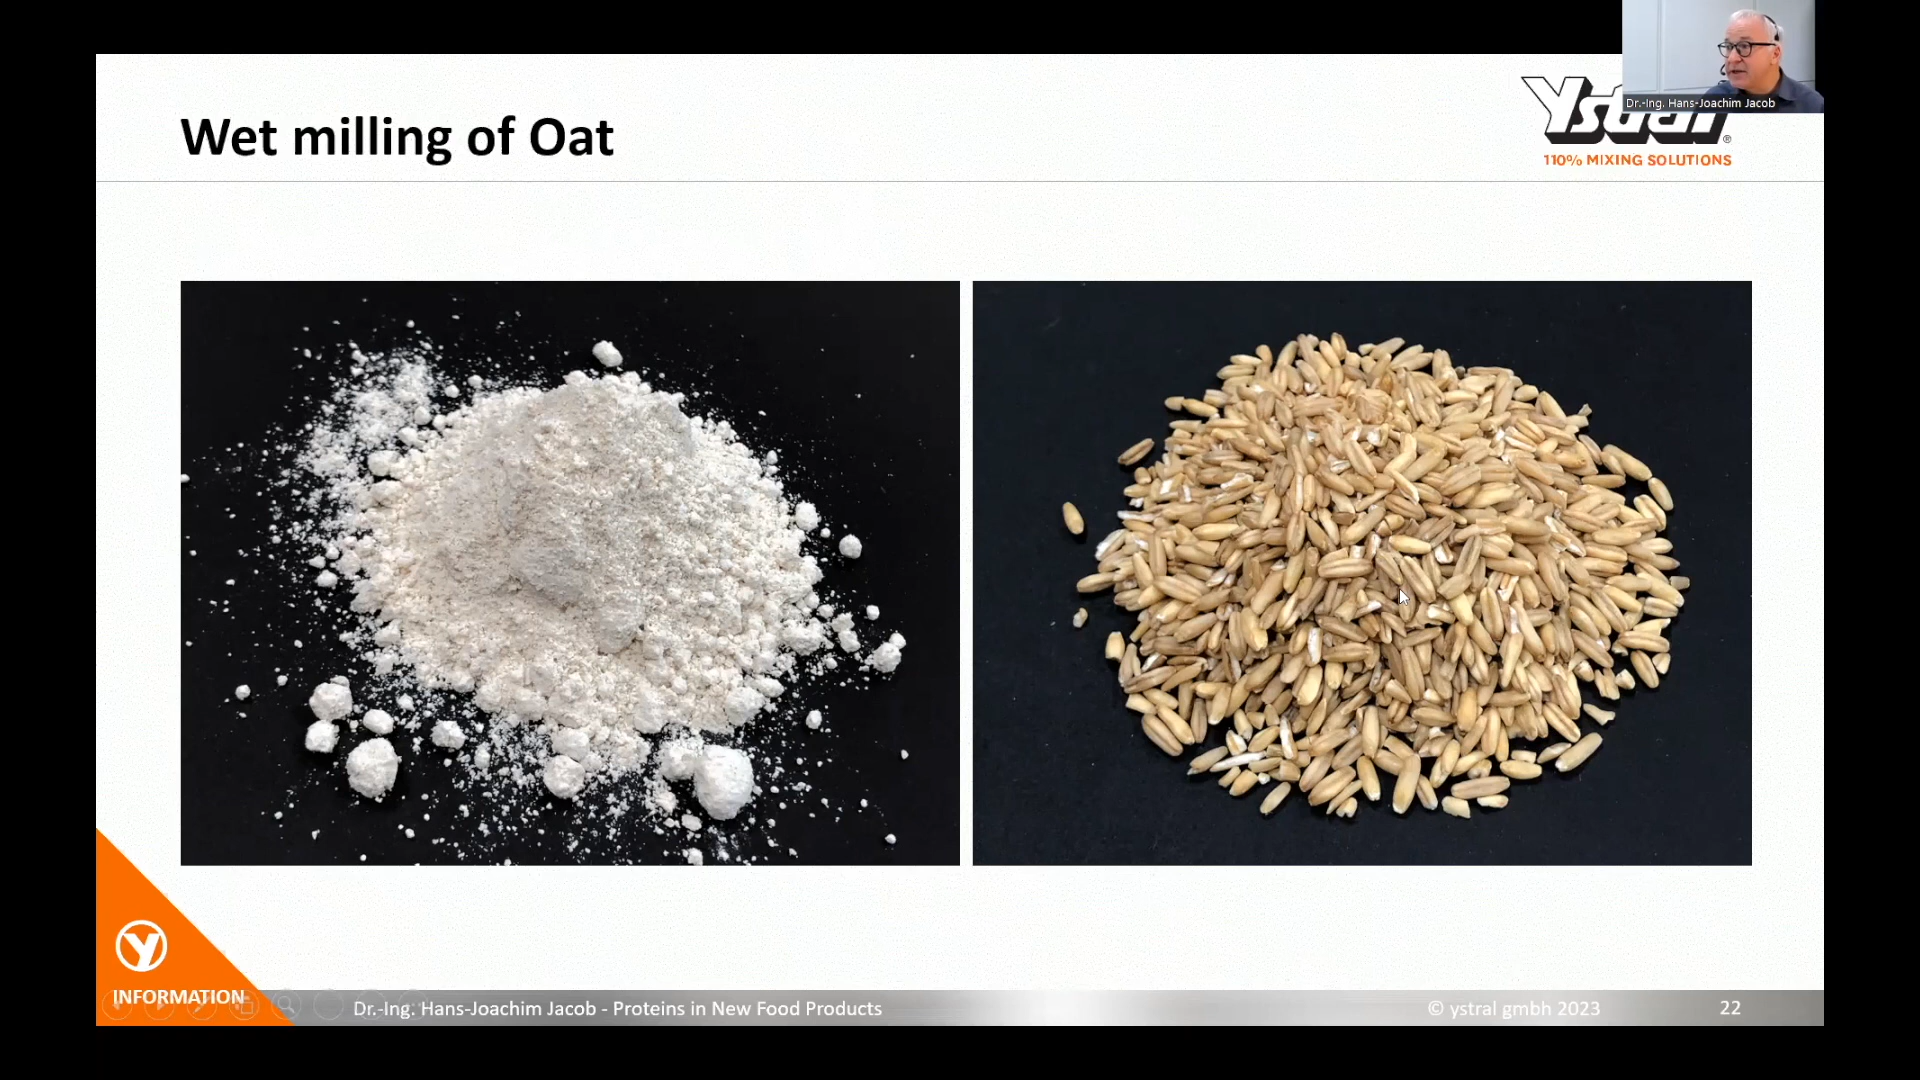 Wet milling of Oat
Ystral
®
110% MIXING SOLUTIONS
Dr.-Ing. Hans-Joachim Jacob
INFORMATION
Dr.-Ing. Hans-Joachim Jacob - Proteins in New Food Products
© ystral gmbh 2023
22